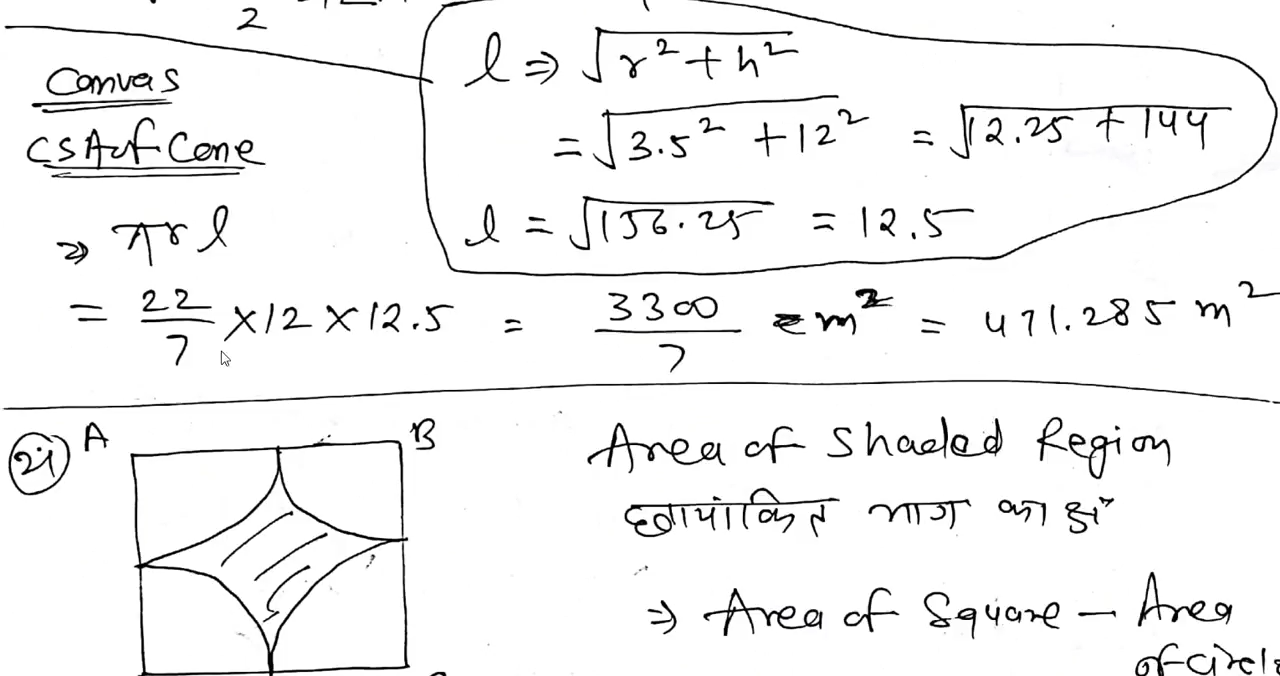 2
Canvas
CSA of Cone
⇒ πrl
l ⇒ √r² + h²
= √3.5² + 12² = √12.25 + 144
l = √156.25 = 12.5
= 22/7 × 12 × 12.5 = 3300/7 m² = 471.285 m²
A B
Area of Shaded Region
छायांकित भाग का क्षे॰
⇒ Area of Square – Area
of circle